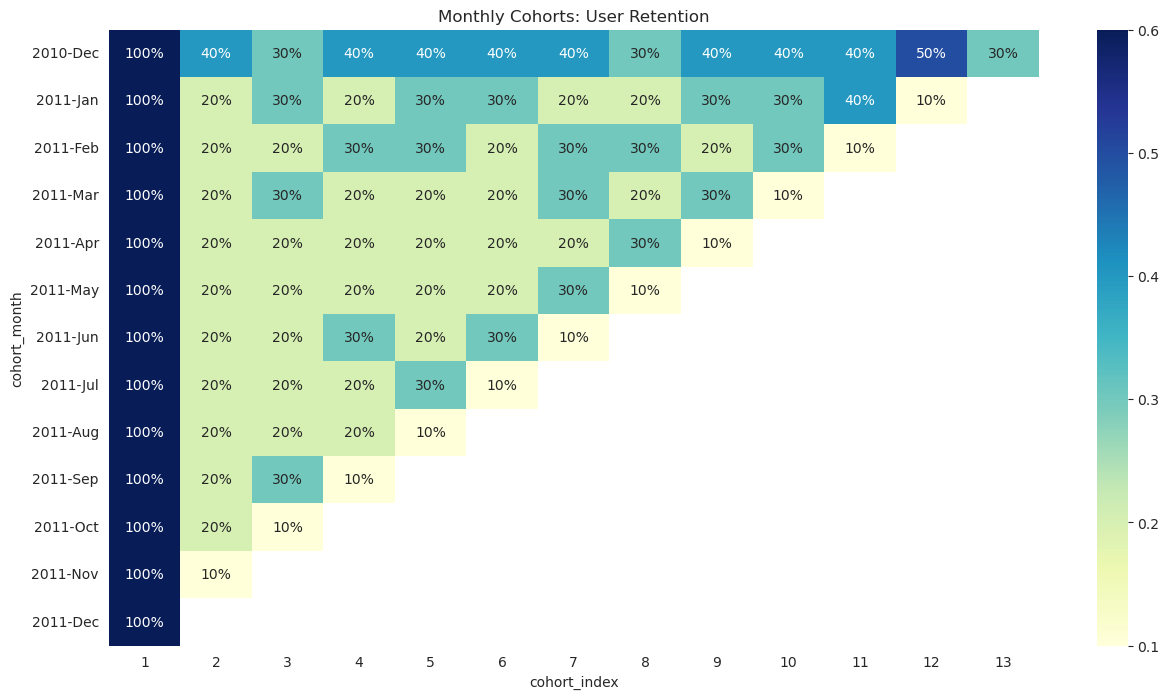 Monthly Cohorts: User Retention
cohort_month
2010-Dec 100% 40% 30% 40% 40% 40% 40% 30% 40% 40% 40% 50% 30%
2011-Jan 100% 20% 30% 20% 30% 30% 20% 20% 30% 30% 40% 10%
2011-Feb 100% 20% 20% 30% 30% 20% 30% 30% 20% 30% 10%
2011-Mar 100% 20% 30% 20% 20% 20% 30% 20% 30% 10%
2011-Apr 100% 20% 20% 20% 20% 20% 20% 30% 10%
2011-May 100% 20% 20% 20% 20% 20% 30% 10%
2011-Jun 100% 20% 20% 30% 20% 30% 10%
2011-Jul 100% 20% 20% 20% 30% 10%
2011-Aug 100% 20% 20% 20% 10%
2011-Sep 100% 20% 30% 10%
2011-Oct 100% 20% 10%
2011-Nov 100% 10%
2011-Dec 100%
1 2 3 4 5 6 7 8 9 10 11 12 13
cohort_index
0.6
0.5
0.4
0.3
0.2
0.1